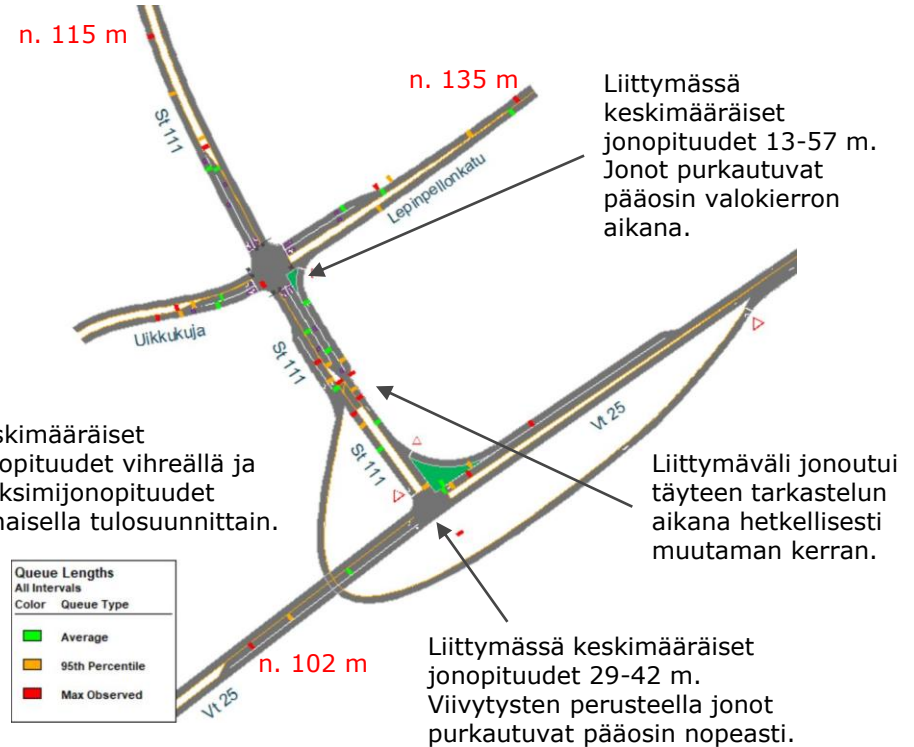 n. 115 m
n. 135 m
Liittymässä
keskimääräiset
jonopituudet 13-57 m.
Jonot purkautuvat
pääosin valokierron
aikana.
St 111
Lepinpellonkatu
Uikkukuja
St 111
St 111
Vt 25
skimääräiset
opituudet vihreällä ja
ksimijonopituudet
naisella tulosuunnittain.
Liittymäväli jonoutui
täyteen tarkastelun
aikana hetkellisesti
muutaman kerran.
Queue Lengths
All Intervals
Color Queue Type
Average
95th Percentile
Max Observed
n. 102 m
Vt 25
Liittymässä keskimääräiset
jonopituudet 29-42 m.
Viivytysten perusteella jonot
purkautuvat pääosin nopeasti.